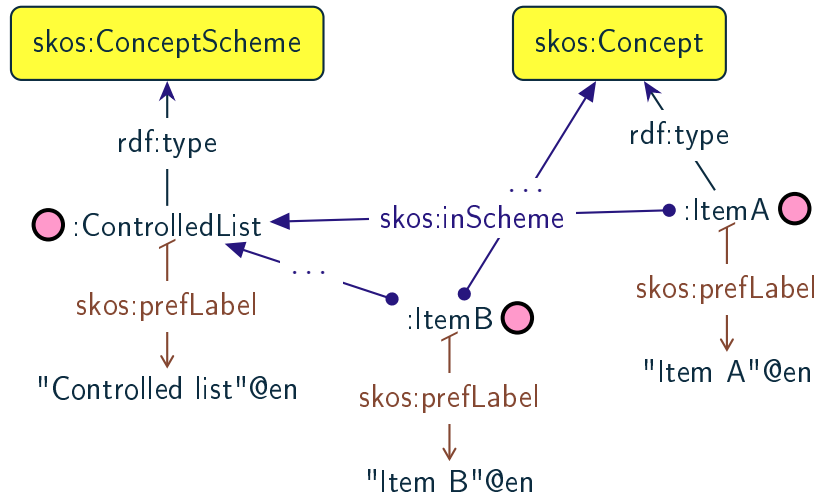 skos:ConceptScheme
skos:Concept
rdf:type
rdf:type
...
:ControlledList
skos:inScheme
:ItemA
...
skos:prefLabel
:ItemB
skos:prefLabel
"Controlled list"@en
skos:prefLabel
"Item A"@en
"Item B"@en